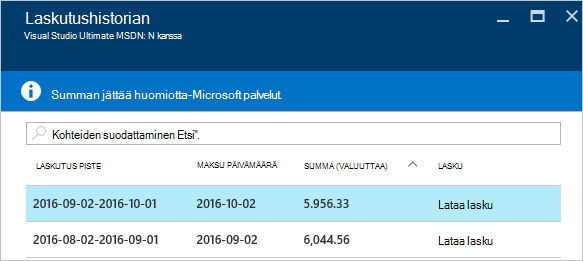 Laskutushistorian
Visual Studio Ultimate MSDN: N kanssa
Summan jättää huomiotta-Microsoft palvelut.
Kohteiden suodattaminen Etsi".
LASKUTUS PISTE MAKSU PÄIVÄMÄÄRÄ SUMMA (VALUUTTAA) LASKU
2016-09-02-2016-10-01 2016-10-02 5.956.33 Lataa lasku
2016-08-02-2016-09-01 2016-09-02 6,044.56 Lataa lasku